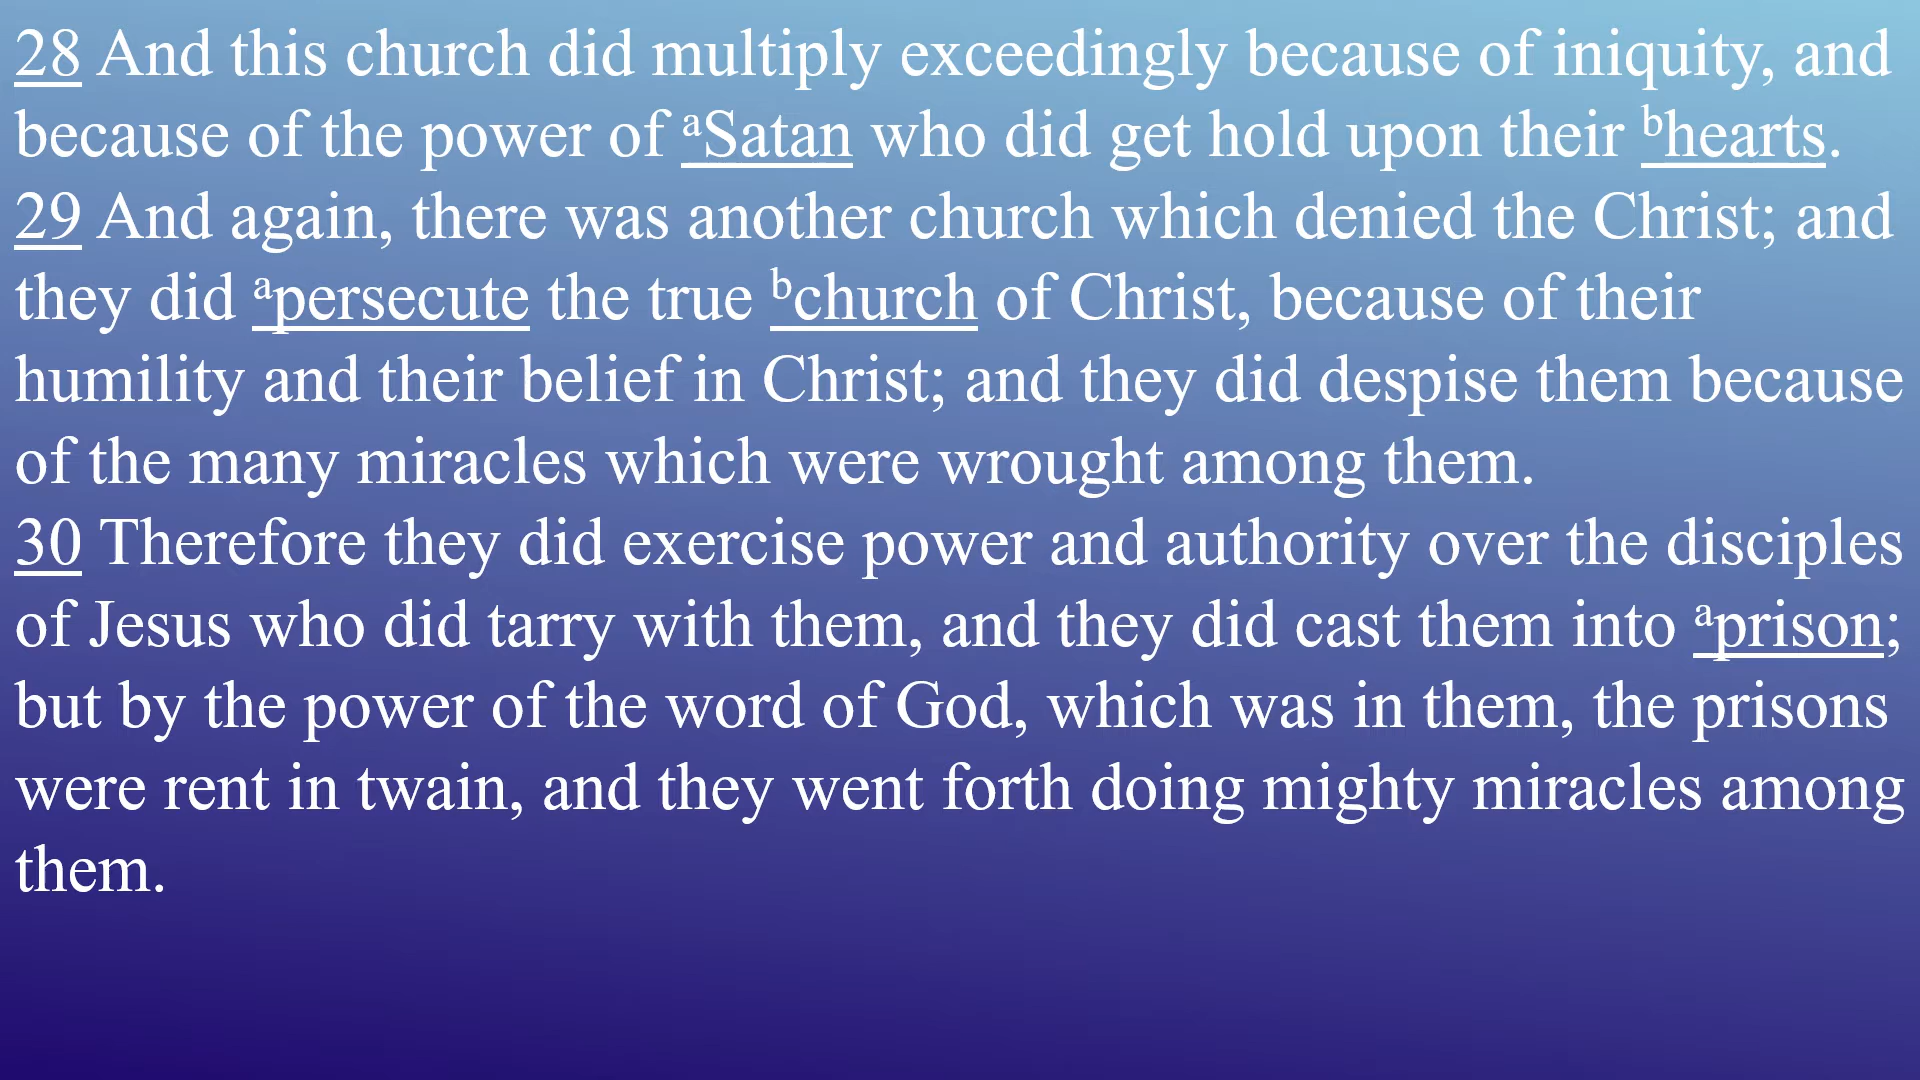 28 And this church did multiply exceedingly because of iniquity, and
because of the power of aSatan who did get hold upon their bhearts.
29 And again, there was another church which denied the Christ; and
they did apersecute the true bchurch of Christ, because of their
humility and their belief in Christ; and they did despise them because
of the many miracles which were wrought among them.
30 Therefore they did exercise power and authority over the disciples
of Jesus who did tarry with them, and they did cast them into aprison;
but by the power of the word of God, which was in them, the prisons
were rent in twain, and they went forth doing mighty miracles among
them.